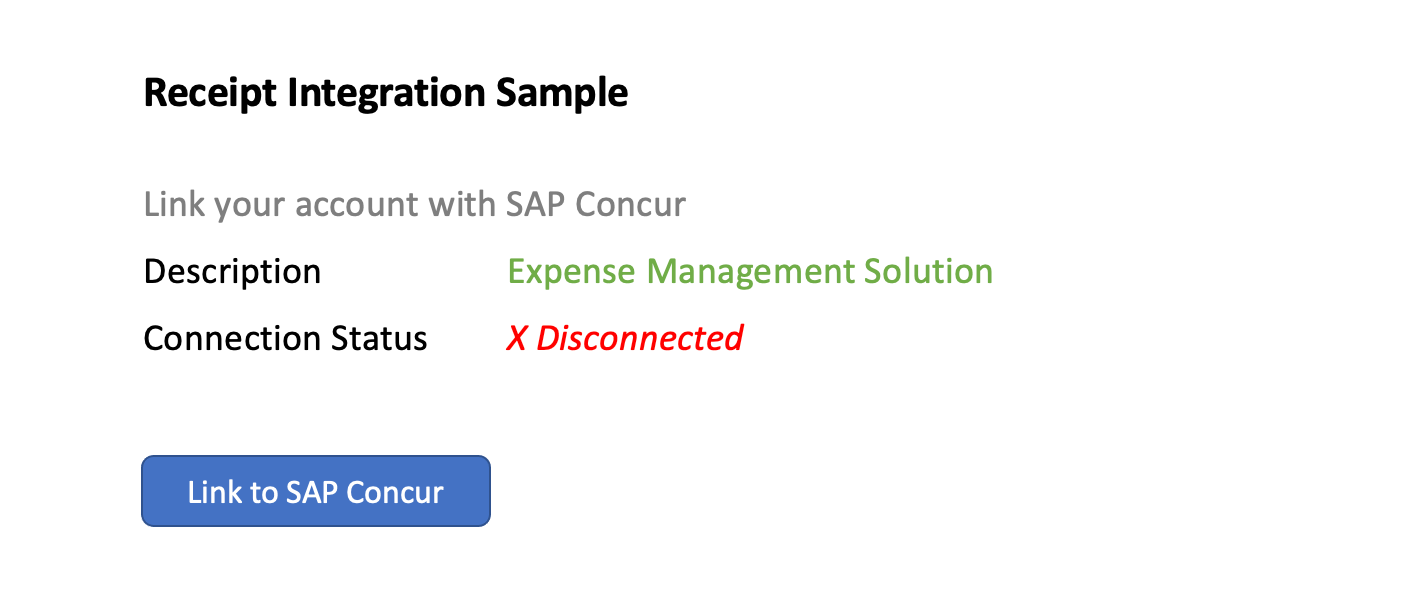 Receipt Integration Sample
Link your account with SAP Concur
Description Expense Management Solution
Connection Status X Disconnected
Link to SAP Concur